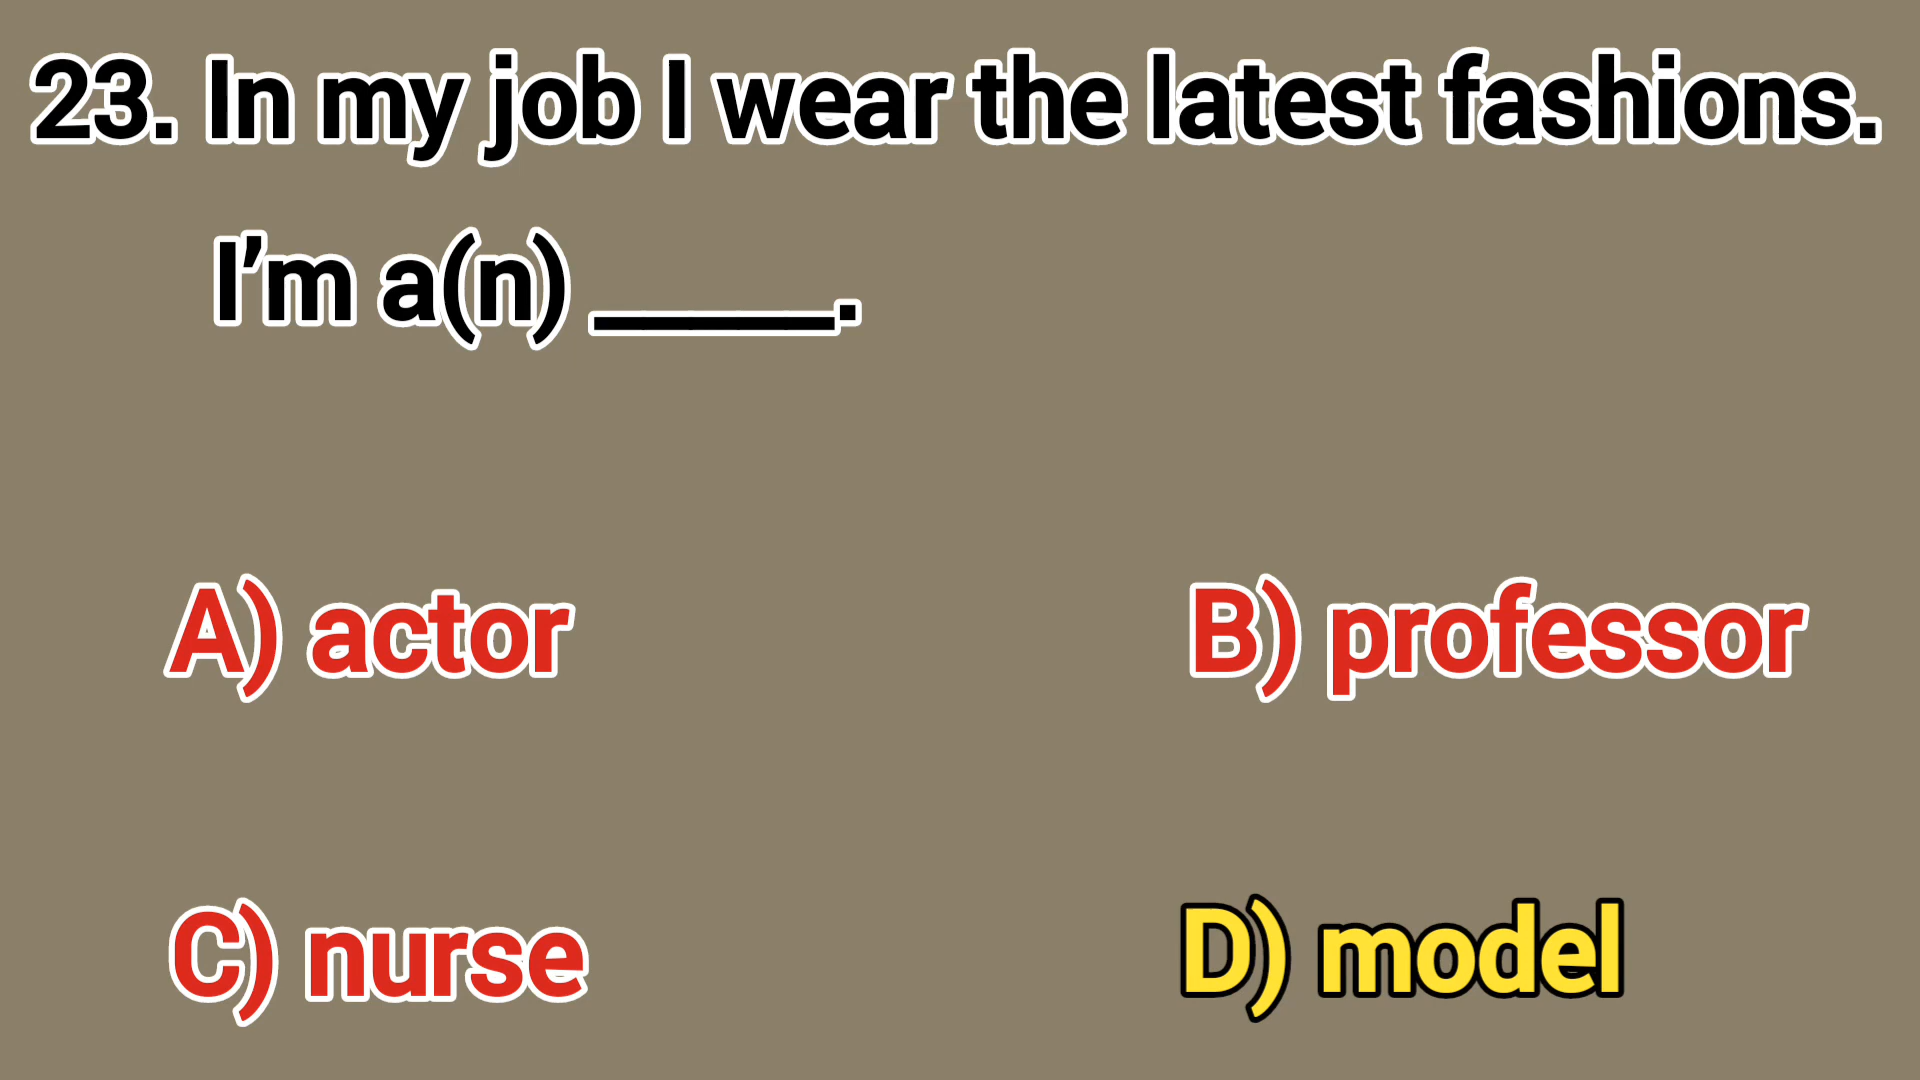 23. In my job I wear the latest fashions.
I’m a(n) _____.
A) actor
B) professor
C) nurse
D) model